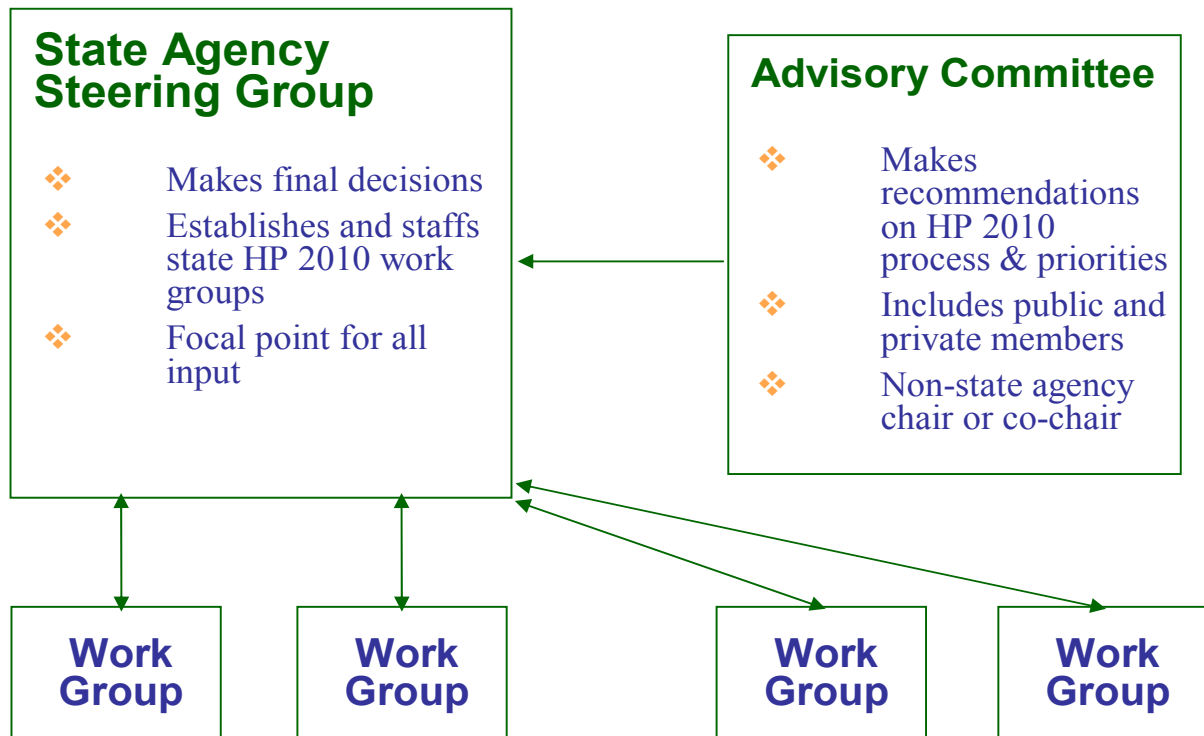 State Agency
Steering Group
❖ Makes final decisions
❖ Establishes and staffs
state HP 2010 work
groups
❖ Focal point for all
input
Advisory Committee
❖ Makes
recommendations
on HP 2010
process & priorities
❖ Includes public and
private members
❖ Non-state agency
chair or co-chair
Work
Group
Work
Group
Work
Group
Work
Group